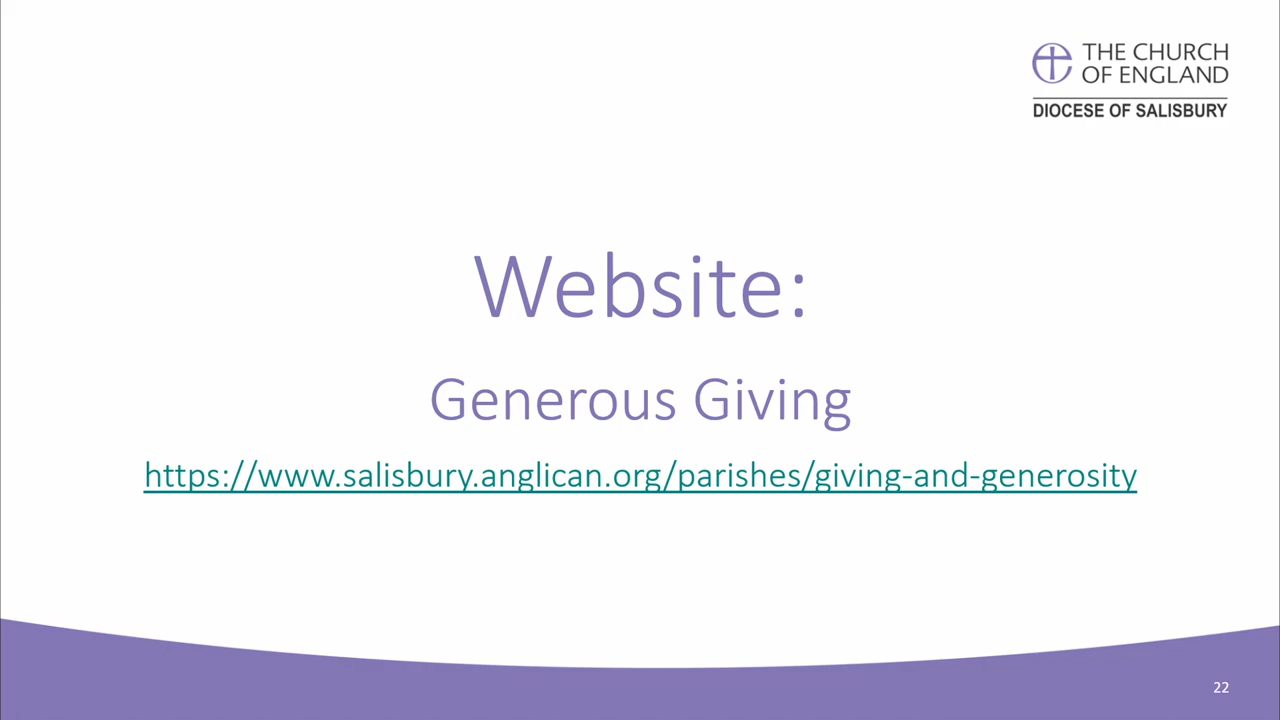 THE CHURCH
OF ENGLAND
DIOCESE OF SALISBURY
Website:
Generous Giving
https://www.salisbury.anglican.org/parishes/giving-and-generosity
22